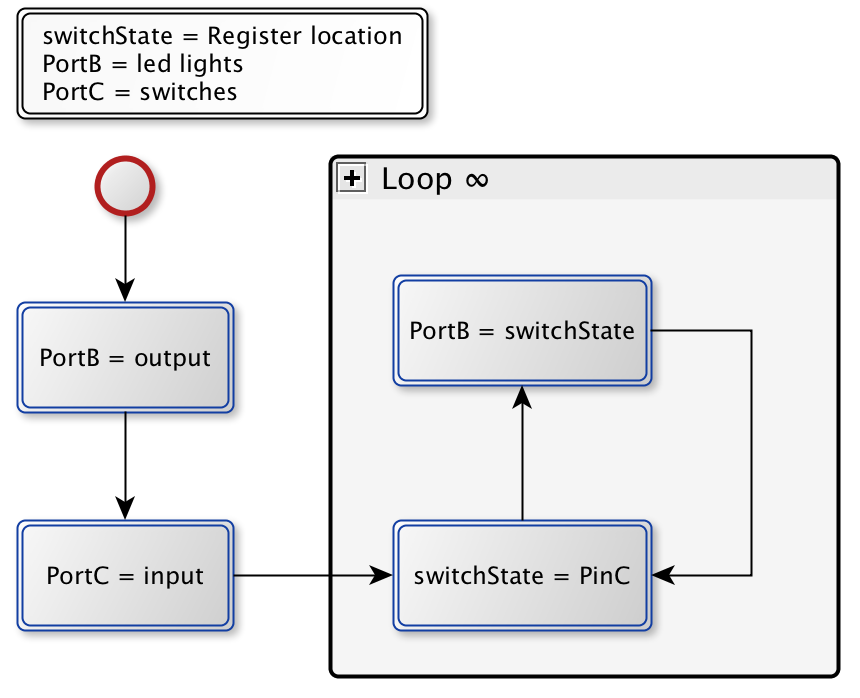 switchState = Register location
PortB = led lights
PortC = switches
Loop ∞
PortB = output
PortB = switchState
PortC = input
switchState = PinC